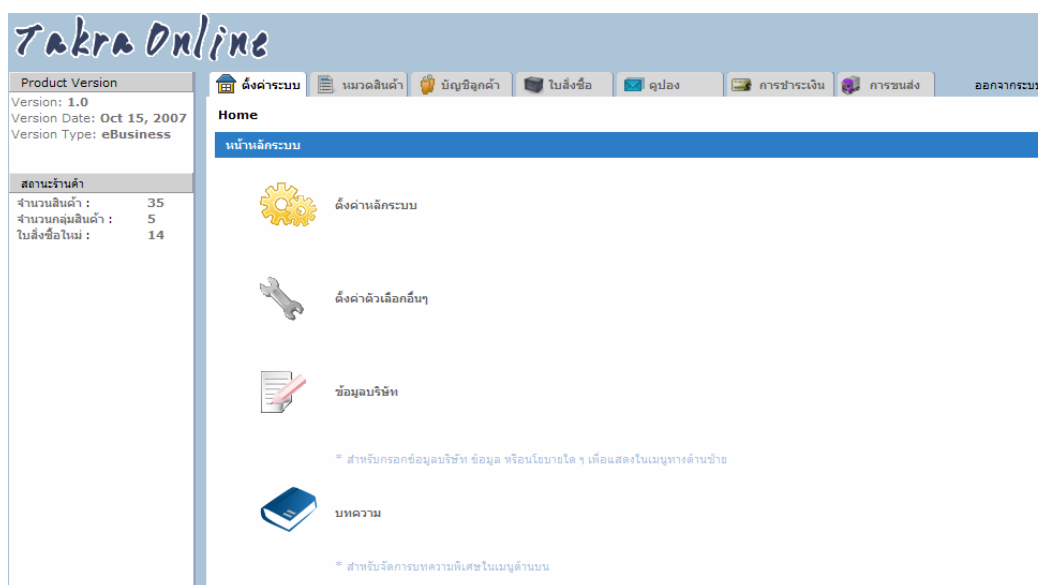 Takra Online
Product Version
Version: 1.0
Version Date: Oct 15, 2007
Version Type: eBusiness
สถานะร้านค้า
จำนวนสินค้า : 35
จำนวนกลุ่มสินค้า : 5
ใบสั่งซื้อใหม่ : 14
ตั้งค่าระบบ หมวดสินค้า บัญชีลูกค้า ใบสั่งซื้อ คูปอง การชำระเงิน การขนส่ง ออกจากระบบ
Home
หน้าหลักระบบ
ตั้งค่าหลักระบบ
ตั้งค่าตัวเลือกอื่นๆ
ข้อมูลบริษัท
* สำหรับกรอกข้อมูลบริษัท ข้อมูล หรือนโยบายใด ๆ เพื่อแสดงในเมนูทางด้านซ้าย
บทความ
* สำหรับจัดการบทความพิเศษในเมนูด้านบน